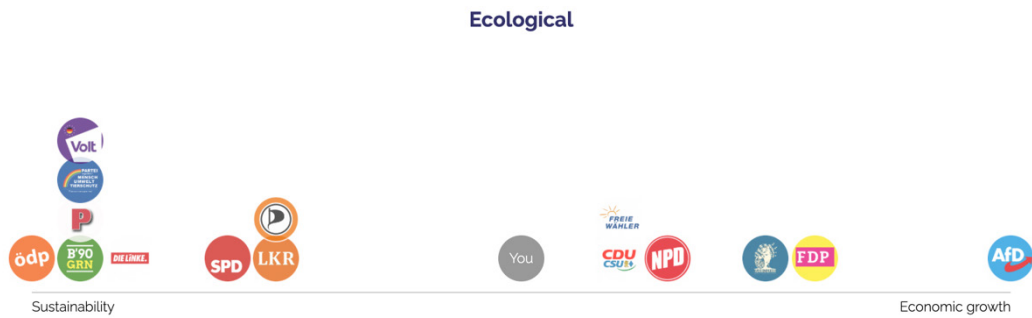 Ecological
Volt
PARTEI
MENSCH
UMWELT
TIERSCHUTZ
P
FREIE
WÄHLER
ödp
B'90
GRN
DIE LINKE.
SPD
LKR
You
CDU
CSU
NPD
FDP
AfD
Sustainability
Economic growth